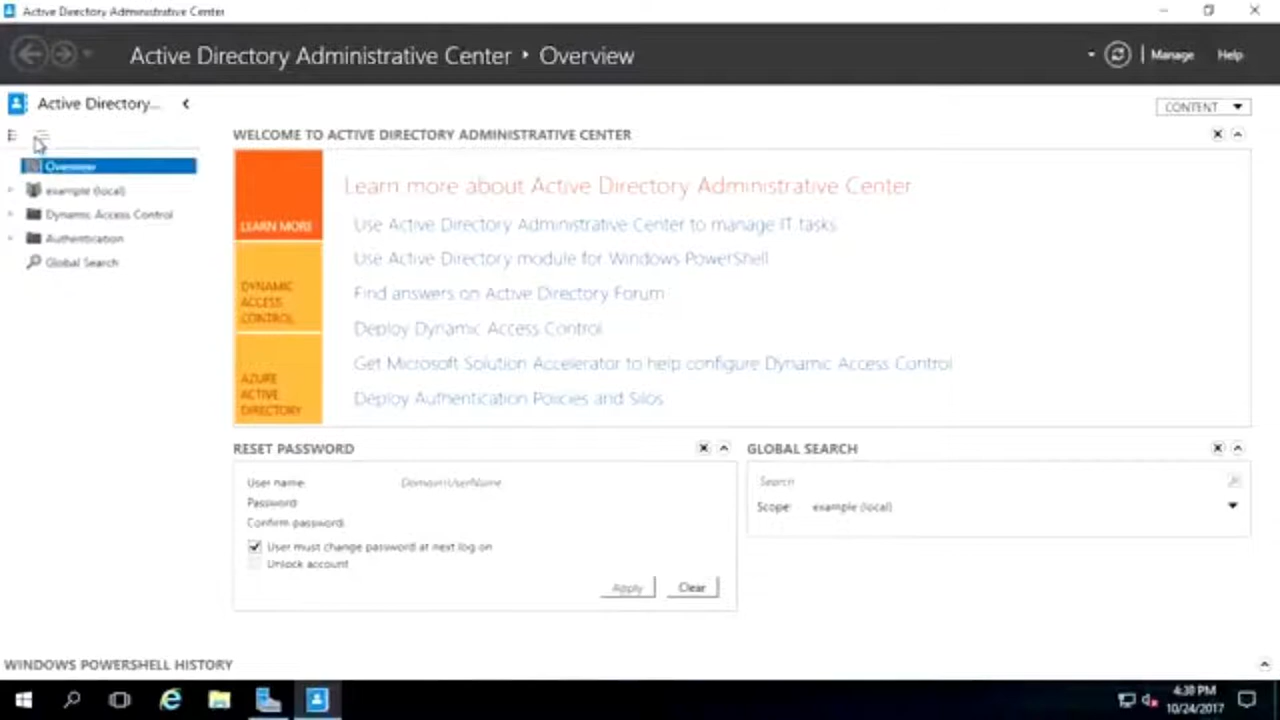 Active Directory Administrative Center
Active Directory Administrative Center • Overview
Manage
Help
Active Directory...
CONTENT
Overview
example (local)
Dynamic Access Control
Authentication
Global Search
WELCOME TO ACTIVE DIRECTORY ADMINISTRATIVE CENTER
LEARN MORE
DYNAMIC
ACCESS
CONTROL
AZURE
ACTIVE
DIRECTORY
Learn more about Active Directory Administrative Center
Use Active Directory Administrative Center to manage IT tasks
Use Active Directory module for Windows PowerShell
Find answers on Active Directory Forum
Deploy Dynamic Access Control
Get Microsoft Solution Accelerator to help configure Dynamic Access Control
Deploy Authentication Policies and Silos
RESET PASSWORD
User name: Domain\UserName
Password:
Confirm password:
User must change password at next log on
Unlock account
Apply
Clear
GLOBAL SEARCH
Search
Scope: example (local)
WINDOWS POWERSHELL HISTORY
4:30 PM
10/24/2017